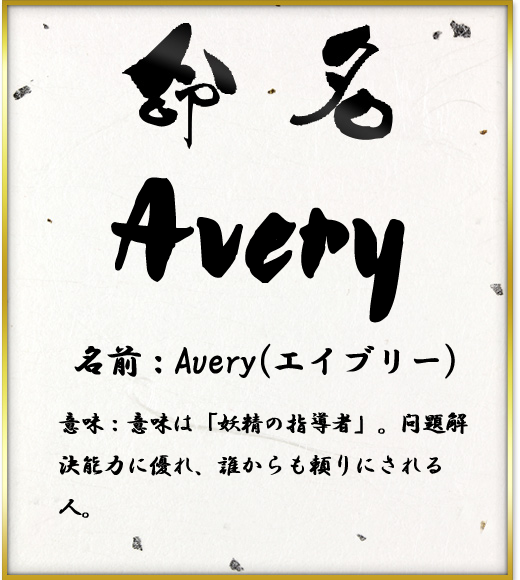 命名
Avery
名前：Avery(エイブリー)
意味：意味は「妖精の指導者」。问題解
決能力に優れ、誰からも頼りにされる
人。